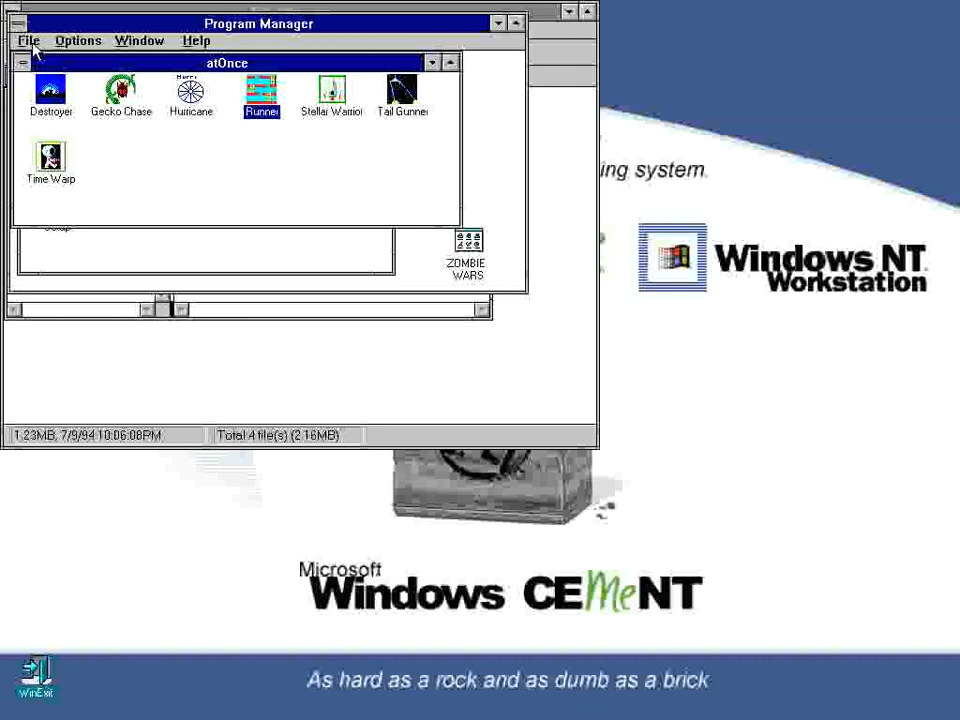 Program Manager
File Options Window Help
atOnce
Destroyer Gecko Chase Hurricane Runner Stellar Warrior Tail Gunner
Time Warp
ing system.
Windows NT
Workstation
ZOMBIE
WARS
1.23MB, 7/9/94 10:06:08PM Total 4 file(s) (2.16MB)
Microsoft
Windows CEMeNT
WinExit
As hard as a rock and as dumb as a brick